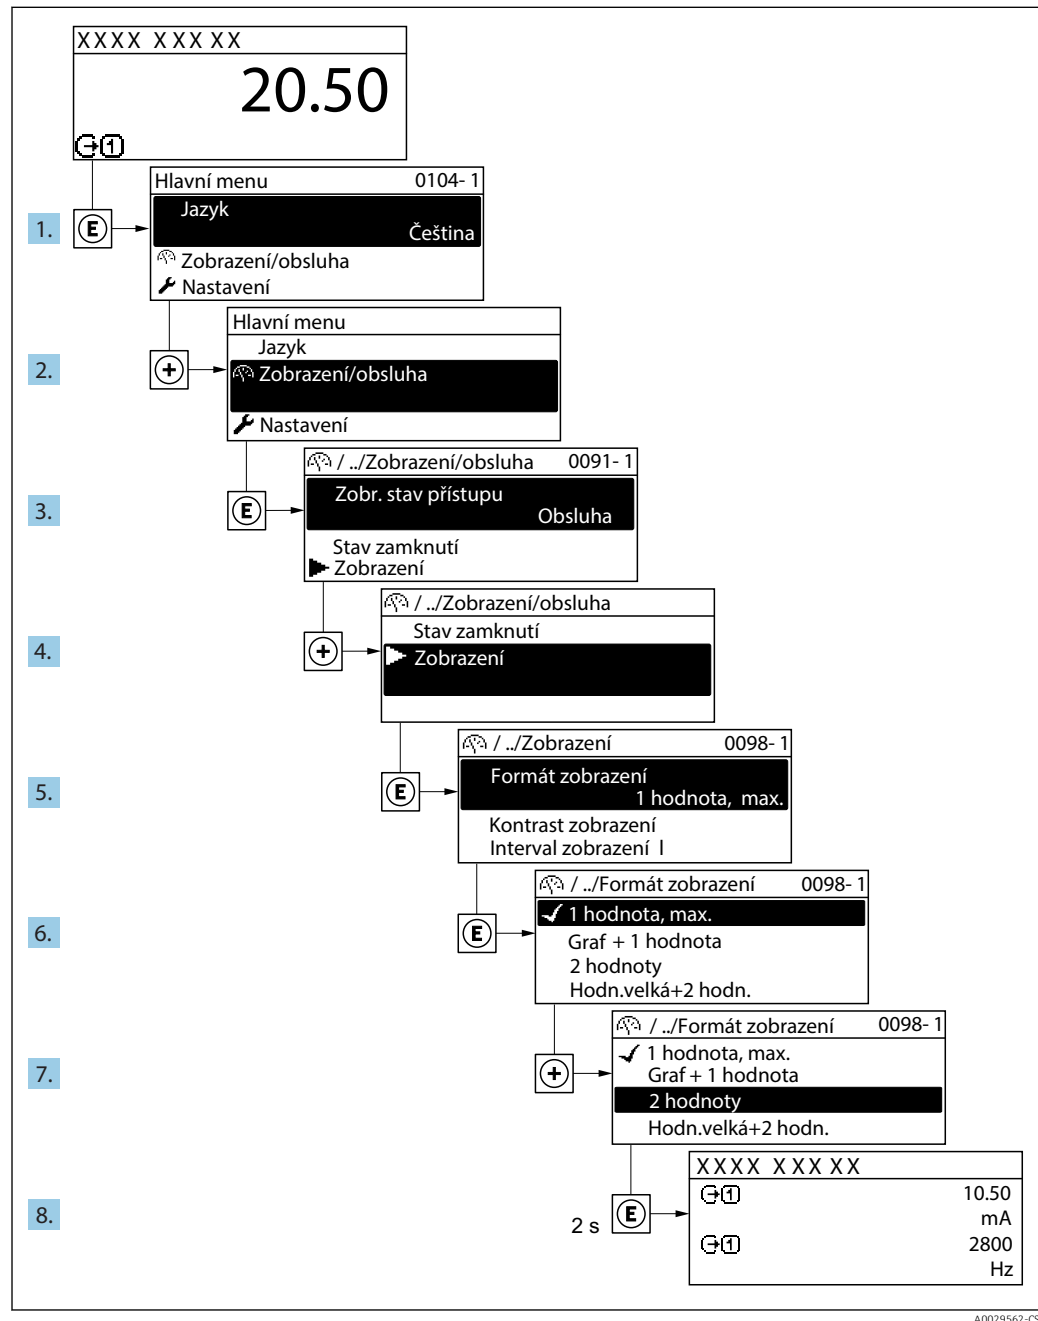 XXXX XXX XX
20.50
1
Hlavní menu 0104-1
Jazyk
Čeština
Zobrazení/obsluha
Nastavení
1. E
Hlavní menu
Jazyk
Zobrazení/obsluha
Nastavení
2. +
/ ../Zobrazení/obsluha 0091-1
Zobr. stav přístupu
Obsluha
Stav zamknutí
Zobrazení
3. E
/ ../Zobrazení/obsluha
Stav zamknutí
Zobrazení
4. +
/ ../Zobrazení 0098-1
Formát zobrazení
1 hodnota, max.
Kontrast zobrazení
Interval zobrazení I
5. E
/ ../Formát zobrazení 0098-1
1 hodnota, max.
Graf + 1 hodnota
2 hodnoty
Hodn.velká+2 hodn.
6. E
/ ../Formát zobrazení 0098-1
1 hodnota, max.
Graf + 1 hodnota
2 hodnoty
Hodn.velká+2 hodn.
7. +
XXXX XXX XX
1 10.50
mA
1 2800
Hz
8. 2 s E
A0029562-CS